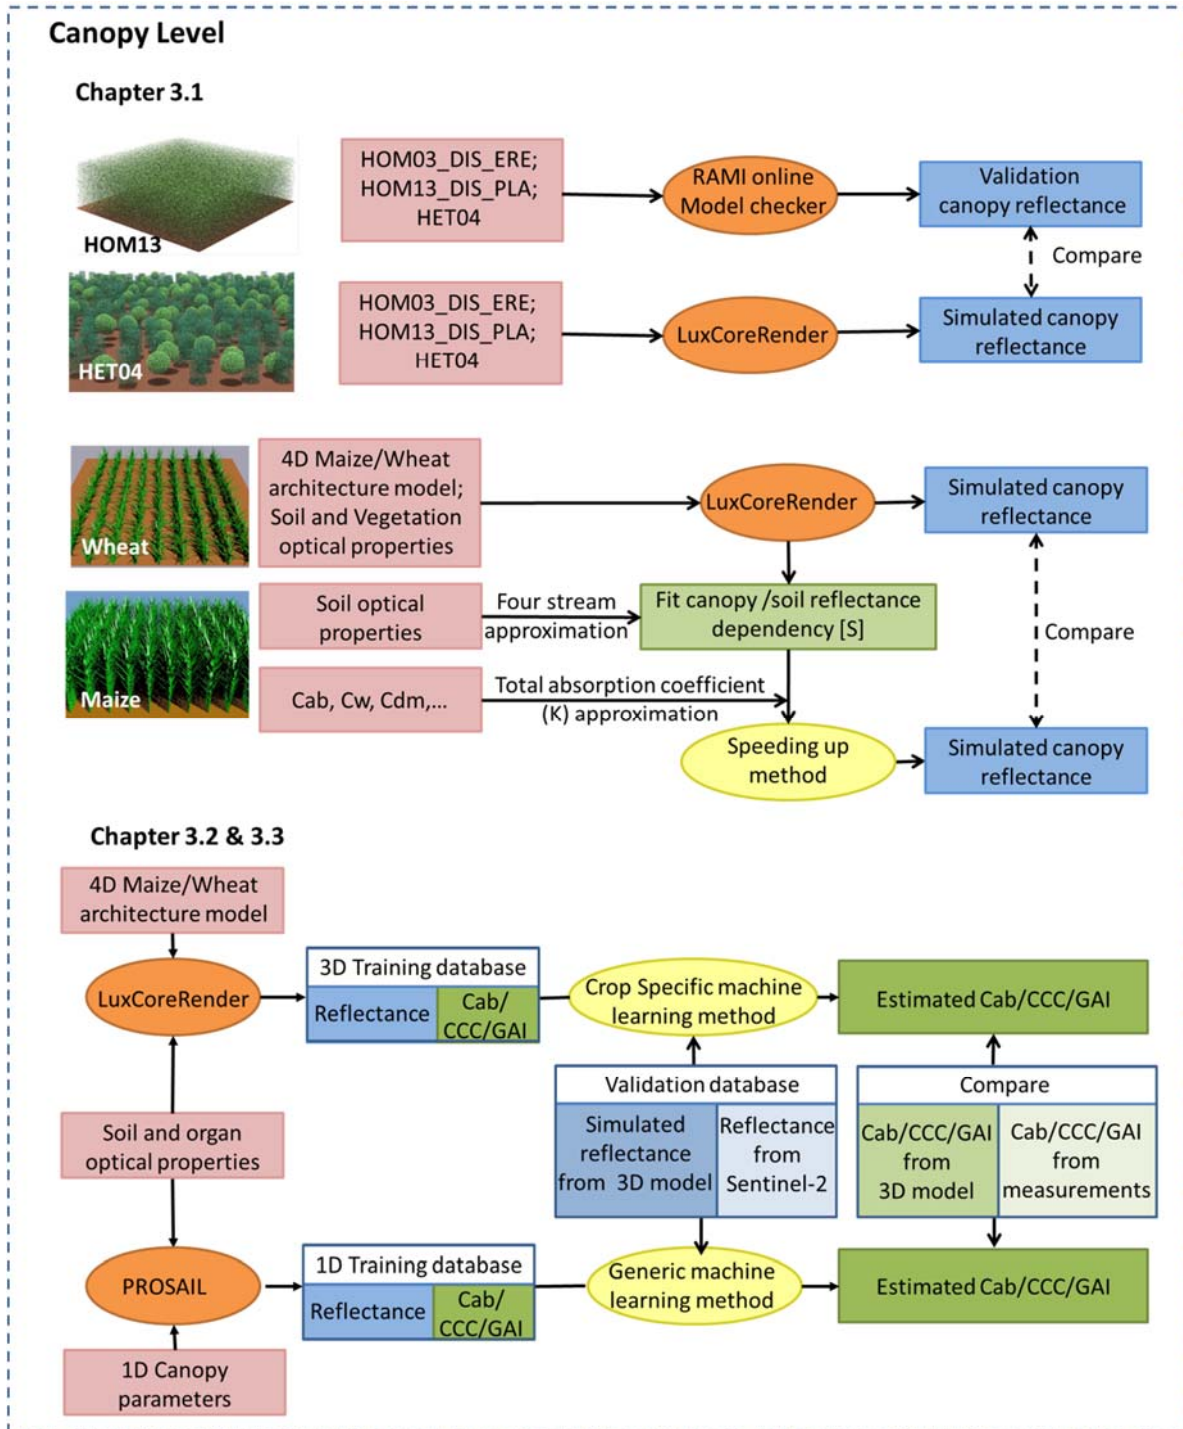 Canopy Level
Chapter 3.1
HOM13
HOM03_DIS_ERE;
HOM13_DIS_PLA;
HET04
RAMI online
Model checker
Validation
canopy reflectance
Compare
HET04
HOM03_DIS_ERE;
HOM13_DIS_PLA;
HET04
LuxCoreRender
Simulated canopy
reflectance
Wheat
4D Maize/Wheat
architecture model;
Soil and Vegetation
optical properties
LuxCoreRender
Simulated canopy
reflectance
Maize
Soil optical
properties
Four stream
approximation
Fit canopy /soil reflectance
dependency [S]
Compare
Cab, Cw, Cdm,...
Total absorption coefficient
(K) approximation
Speeding up
method
Simulated canopy
reflectance
Chapter 3.2 & 3.3
4D Maize/Wheat
architecture model
LuxCoreRender
3D Training database
Reflectance
Cab/
CCC/GAI
Crop Specific machine
learning method
Estimated Cab/CCC/GAI
Validation database
Simulated
reflectance
from 3D model
Reflectance
from
Sentinel-2
Compare
Cab/CCC/GAI
from
3D model
Cab/CCC/GAI
from
measurements
Soil and organ
optical properties
PROSAIL
1D Training database
Reflectance
Cab/
CCC/GAI
Generic machine
learning method
Estimated Cab/CCC/GAI
1D Canopy
parameters